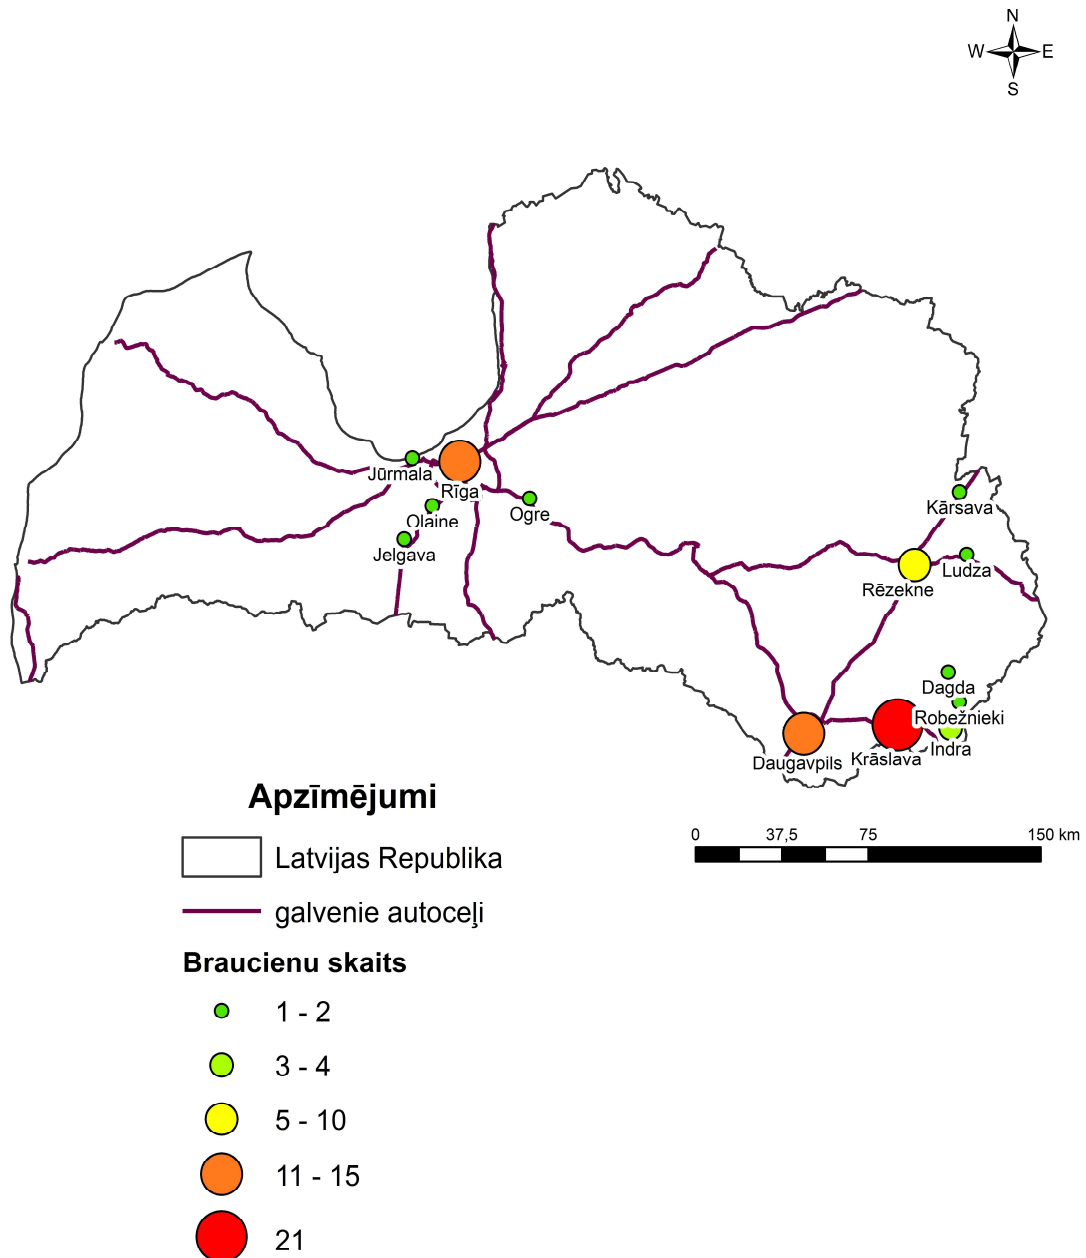 N
W E
S
Jūrmala
Rīga
Olaine
Ogre
Jelgava
Kārsava
Ludza
Rēzekne
Dagda
Robežnieki
Indra
Krāslava
Daugavpils
Apzīmējumi
Latvijas Republika
galvenie autoceļi
Braucienu skaits
1 - 2
3 - 4
5 - 10
11 - 15
21
0 37,5 75 150 km